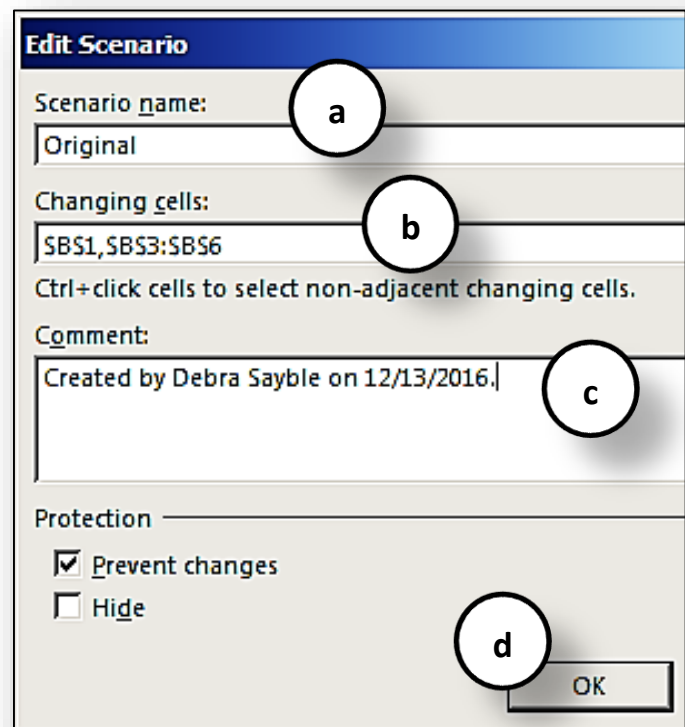 Edit Scenario
a
Scenario name:
Original
b
Changing cells:
$B$1,$B$3:$B$6
Ctrl+click cells to select non-adjacent changing cells.
Comment:
Created by Debra Sayble on 12/13/2016.
c
Protection
Prevent changes
Hide
d
OK